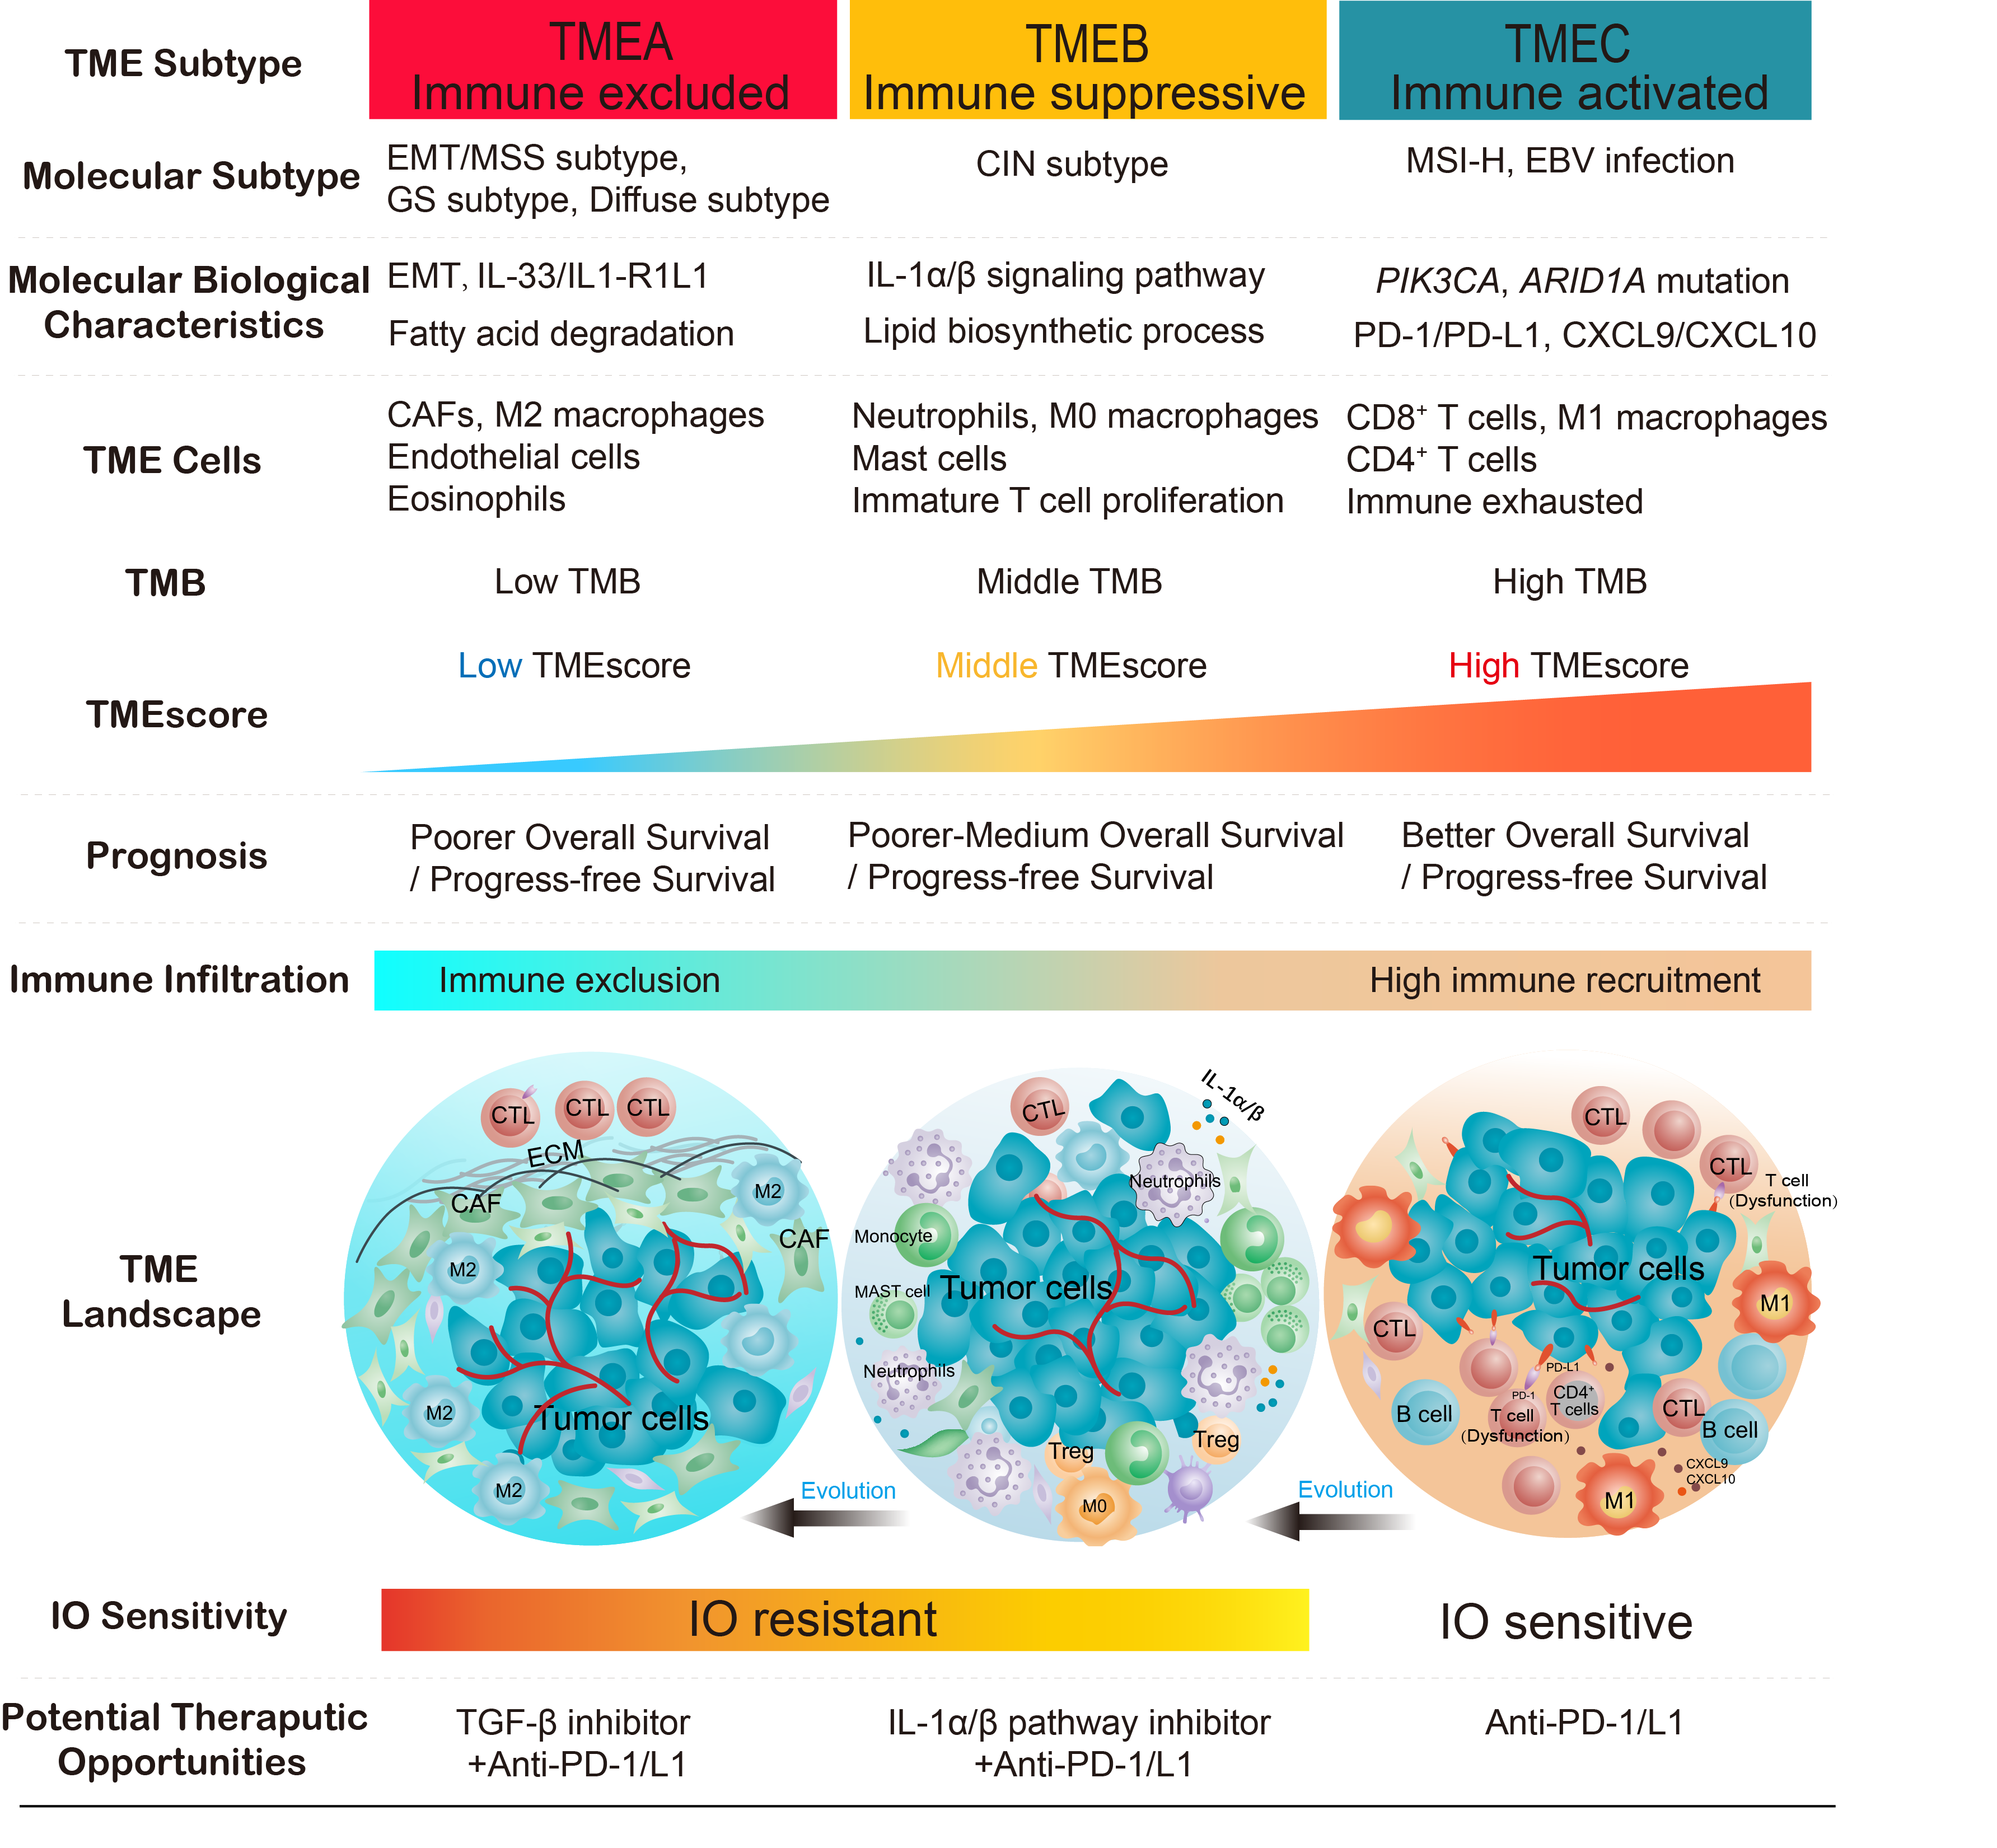 TME Subtype
TMEA
Immune excluded
TMEB
Immune suppressive
TMEC
Immune activated
Molecular Subtype
EMT/MSS subtype,
GS subtype, Diffuse subtype
CIN subtype
MSI-H, EBV infection
Molecular Biological
Characteristics
EMT, IL-33/IL1-R1L1
Fatty acid degradation
IL-1α/β signaling pathway
Lipid biosynthetic process
PIK3CA, ARID1A mutation
PD-1/PD-L1, CXCL9/CXCL10
TME Cells
CAFs, M2 macrophages
Endothelial cells
Eosinophils
Neutrophils, M0 macrophages
Mast cells
Immature T cell proliferation
CD8⁺ T cells, M1 macrophages
CD4⁺ T cells
Immune exhausted
TMB
Low TMB
Middle TMB
High TMB
TMEscore
Low TMEscore
Middle TMEscore
High TMEscore
Prognosis
Poorer Overall Survival
/ Progress-free Survival
Poorer-Medium Overall Survival
/ Progress-free Survival
Better Overall Survival
/ Progress-free Survival
Immune Infiltration
Immune exclusion
High immune recruitment
TME
Landscape
CTL
CTL
CTL
ECM
CAF
M2
CAF
M2
M2
Tumor cells
M2
Evolution
CTL
IL-1α/β
Neutrophils
Monocyte
MAST cell
Tumor cells
Neutrophils
Treg
Treg
M0
Evolution
CTL
CTL
T cell
(Dysfunction)
Tumor cells
M1
CTL
PD-L1
PD-1
CD4⁺
T cells
B cell
T cell
(Dysfunction)
CTL
B cell
CXCL9
CXCL10
M1
IO Sensitivity
IO resistant
IO sensitive
Potential Theraputic
Opportunities
TGF-β inhibitor
+Anti-PD-1/L1
IL-1α/β pathway inhibitor
+Anti-PD-1/L1
Anti-PD-1/L1